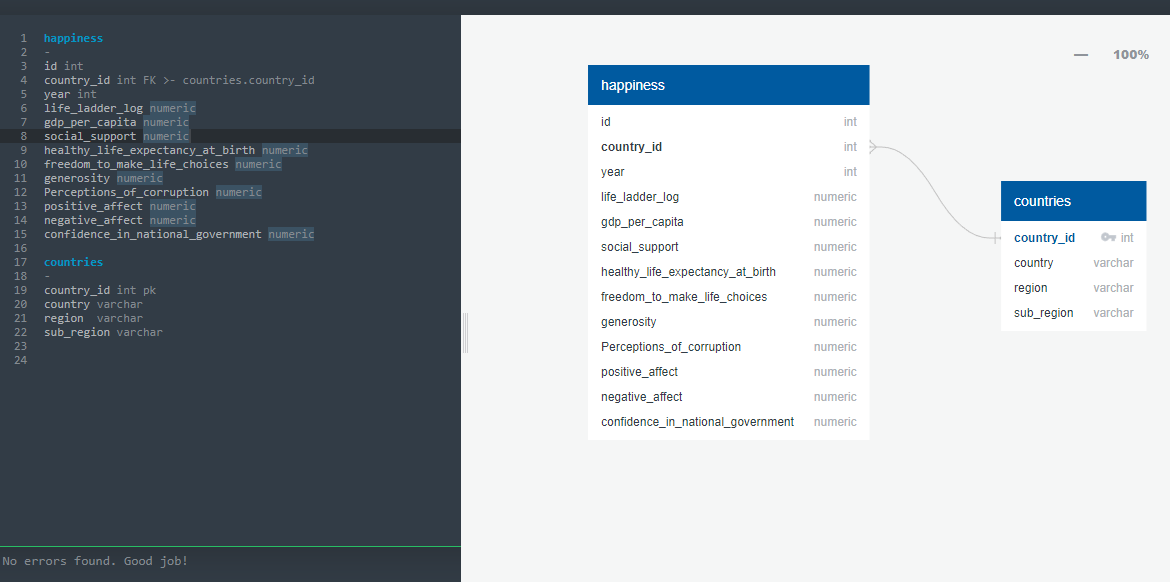 1 happiness
2 -
3 id int
4 country_id int FK >- countries.country_id
5 year int
6 life_ladder_log numeric
7 gdp_per_capita numeric
8 social_support numeric
9 healthy_life_expectancy_at_birth numeric
10 freedom_to_make_life_choices numeric
11 generosity numeric
12 Perceptions_of_corruption numeric
13 positive_affect numeric
14 negative_affect numeric
15 confidence_in_national_government numeric
16
17 countries
18 -
19 country_id int pk
20 country varchar
21 region  varchar
22 sub_region varchar
23
24
No errors found. Good job!
— 100%
happiness
id int
country_id int
year int
life_ladder_log numeric
gdp_per_capita numeric
social_support numeric
healthy_life_expectancy_at_birth numeric
freedom_to_make_life_choices numeric
generosity numeric
Perceptions_of_corruption numeric
positive_affect numeric
negative_affect numeric
confidence_in_national_government numeric
countries
country_id int
country varchar
region varchar
sub_region varchar